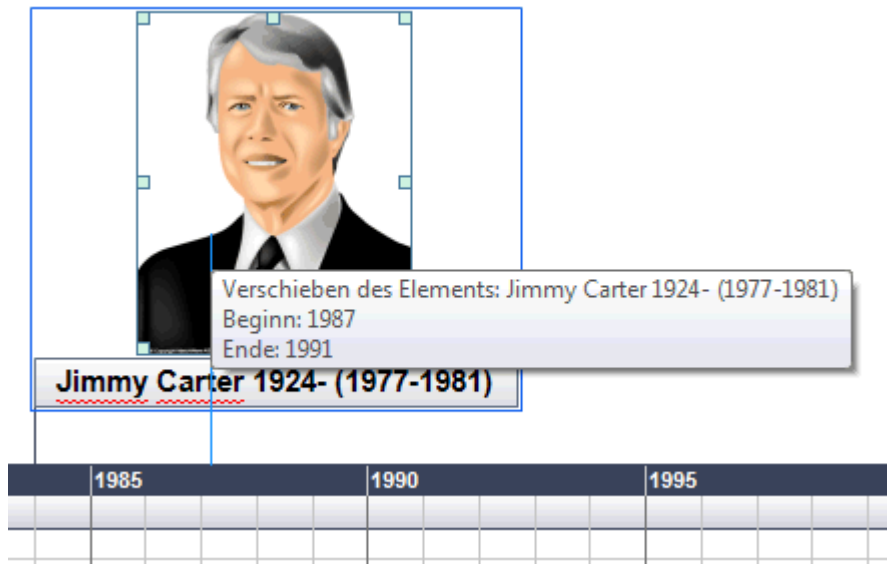 Verschieben des Elements: Jimmy Carter 1924- (1977-1981)
Beginn: 1987
Ende: 1991
Jimmy Carter 1924- (1977-1981)
1985 1990 1995